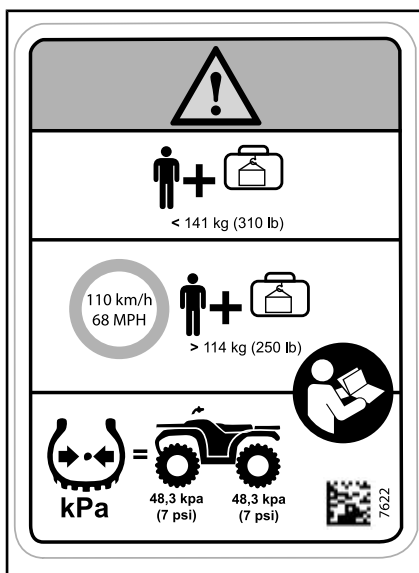 < 141 kg (310 lb)
110 km/h
68 MPH
> 114 kg (250 lb)
=
kPa
48,3 kpa
(7 psi)
48,3 kpa
(7 psi)
7622